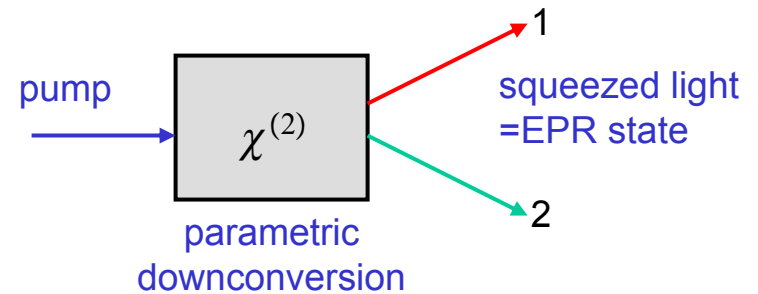 pump
χ(2)
parametric
downconversion
1
squeezed light
=EPR state
2